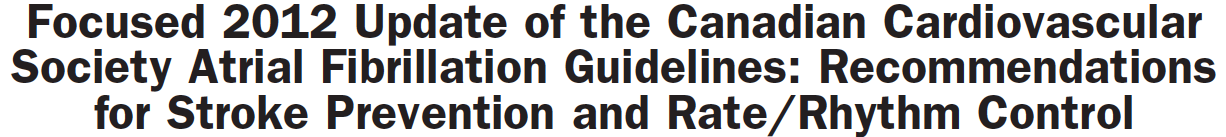 Focused 2012 Update of the Canadian Cardiovascular
Society Atrial Fibrillation Guidelines: Recommendations
for Stroke Prevention and Rate/Rhythm Control